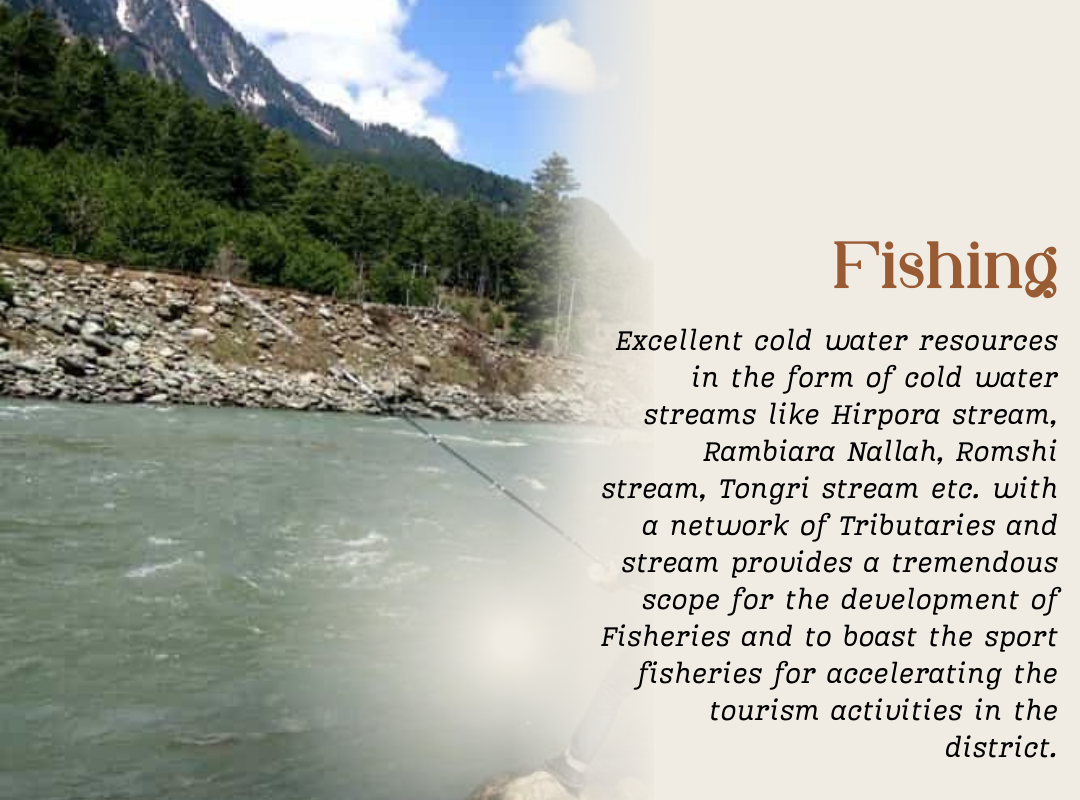 Fishing
Excellent cold water resources
in the form of cold water
streams like Hirpora stream,
Rambiara Nallah, Romshi
stream, Tongri stream etc. with
a network of Tributaries and
stream provides a tremendous
scope for the development of
Fisheries and to boast the sport
fisheries for accelerating the
tourism activities in the
district.